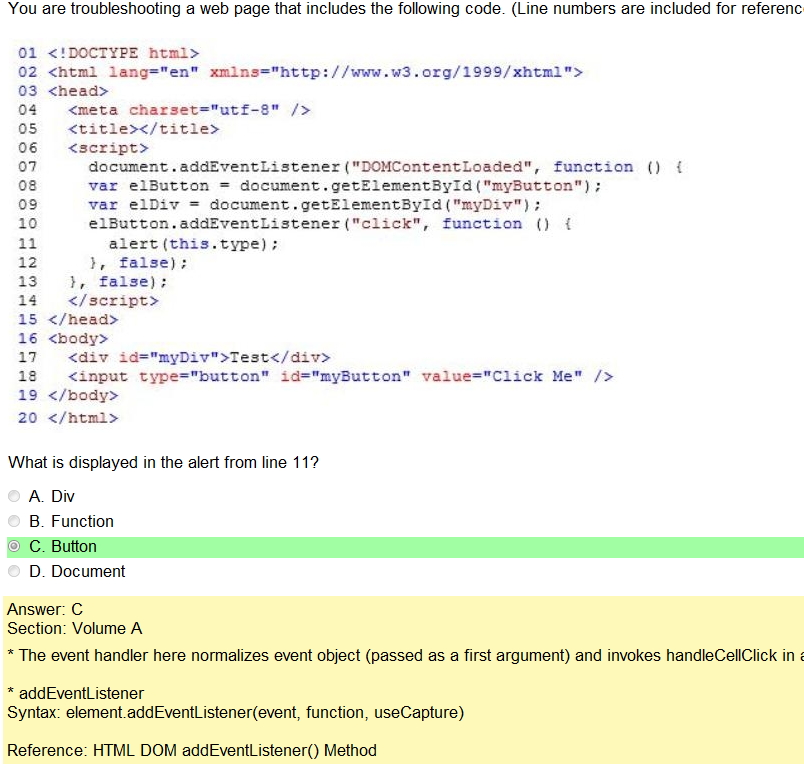 You are troubleshooting a web page that includes the following code. (Line numbers are included for referenc
01 <!DOCTYPE html>
02 <html lang="en" xmlns="http://www.w3.org/1999/xhtml">
03 <head>
04 <meta charset="utf-8" />
05 <title></title>
06 <script>
07 document.addEventListener("DOMContentLoaded", function () {
08 var elButton = document.getElementById("myButton");
09 var elDiv = document.getElementById("myDiv");
10 elButton.addEventListener("click", function () {
11 alert(this.type);
12 }, false);
13 }, false);
14 </script>
15 </head>
16 <body>
17 <div id="myDiv">Test</div>
18 <input type="button" id="myButton" value="Click Me" />
19 </body>
20 </html>
What is displayed in the alert from line 11?
A. Div
B. Function
C. Button
D. Document
Answer: C
Section: Volume A
* The event handler here normalizes event object (passed as a first argument) and invokes handleCellClick in a
* addEventListener
Syntax: element.addEventListener(event, function, useCapture)
Reference: HTML DOM addEventListener() Method